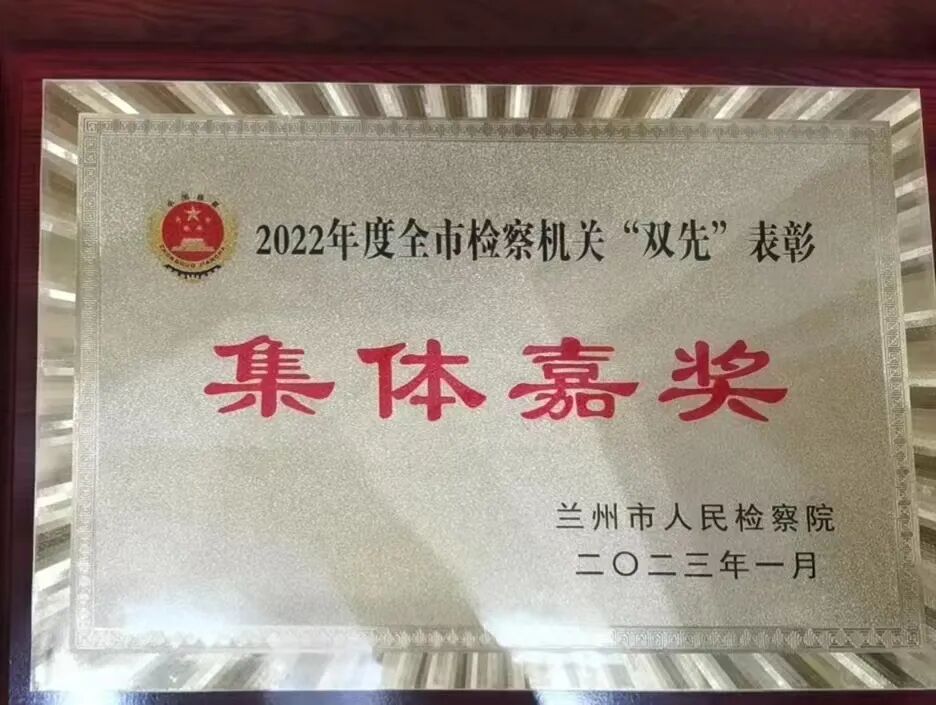 2022年度全市检察机关“双先”表彰
集体嘉奖
兰州市人民检察院
二〇二三年一月